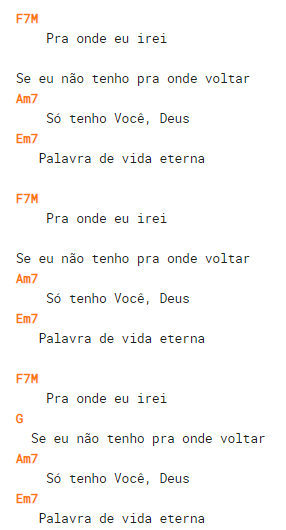 F7M
Pra onde eu irei
Se eu não tenho pra onde voltar
Am7
Só tenho Você, Deus
Em7
Palavra de vida eterna
F7M
Pra onde eu irei
Se eu não tenho pra onde voltar
Am7
Só tenho Você, Deus
Em7
Palavra de vida eterna
F7M
Pra onde eu irei
G
Se eu não tenho pra onde voltar
Am7
Só tenho Você, Deus
Em7
Palavra de vida eterna